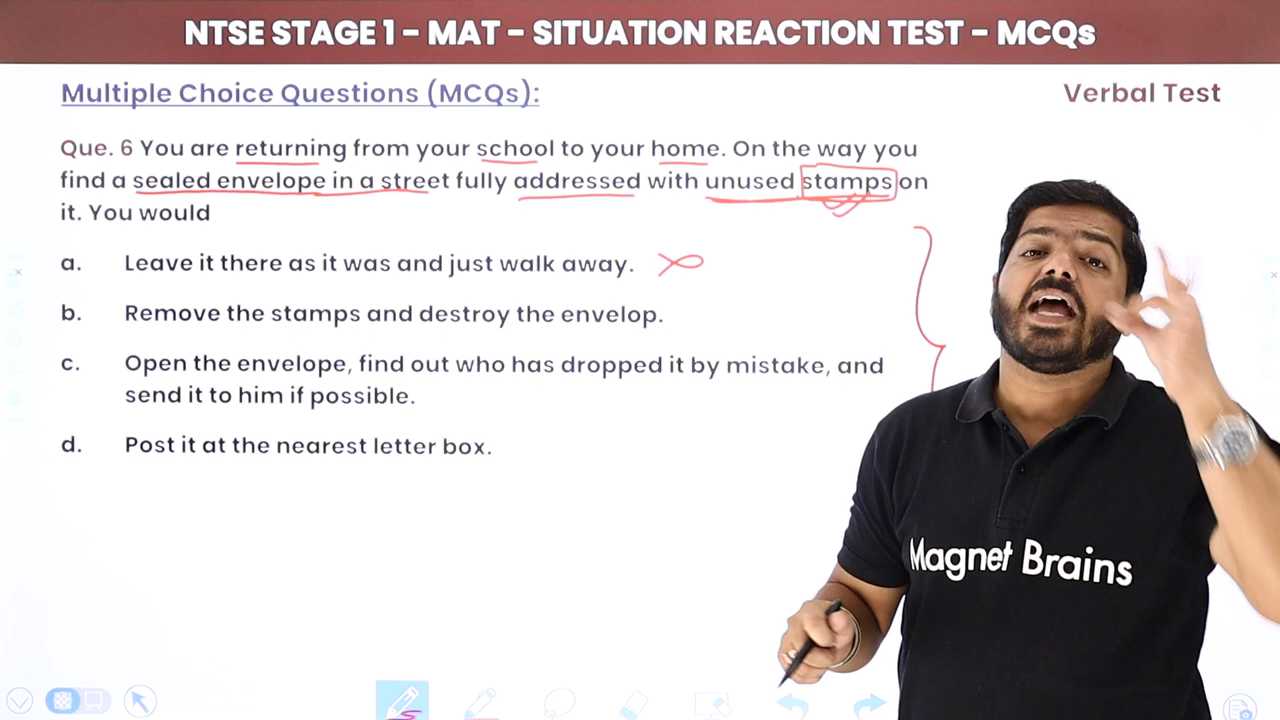 NTSE STAGE 1 – MAT – SITUATION REACTION TEST – MCQs
Multiple Choice Questions (MCQs):
Verbal Test
Que. 6 You are returning from your school to your home. On the way you
find a sealed envelope in a street fully addressed with unused stamps on
it. You would
a. Leave it there as it was and just walk away.
b. Remove the stamps and destroy the envelop.
c. Open the envelope, find out who has dropped it by mistake, and
send it to him if possible.
d. Post it at the nearest letter box.
Magnet Brains